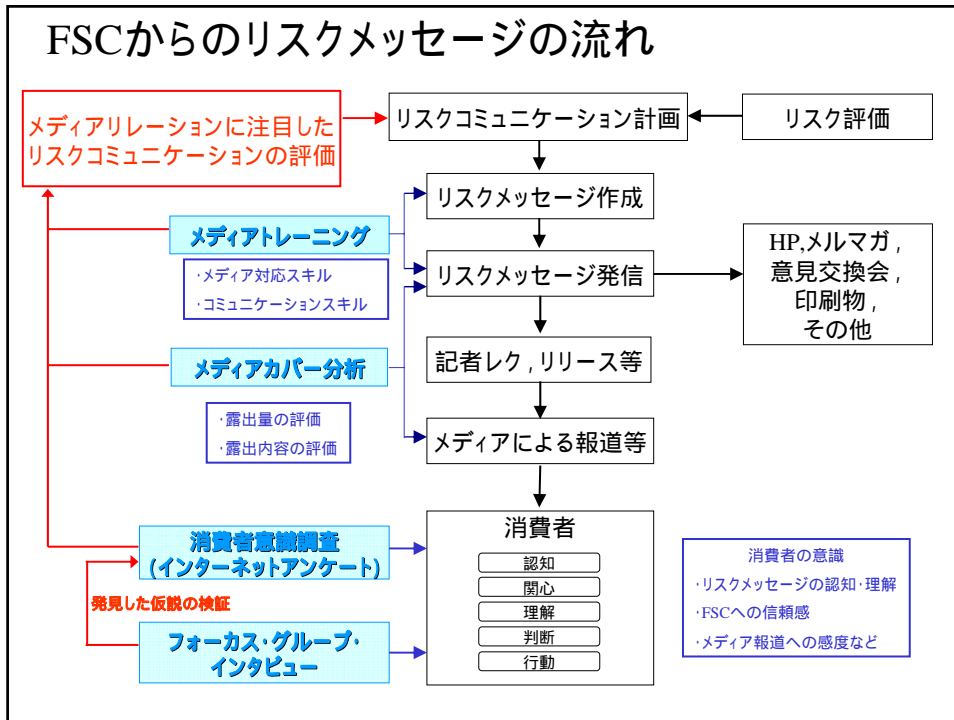 FSCからのリスクメッセージの流れ
メディアリレーションに注目した
リスクコミュニケーションの評価
リスクコミュニケーション計画
リスク評価
リスクメッセージ作成
メディアトレーニング
・メディア対応スキル
・コミュニケーションスキル
リスクメッセージ発信
HP,メルマガ,
意見交換会,
印刷物,
その他
記者レク,リリース等
メディアカバー分析
・露出量の評価
・露出内容の評価
メディアによる報道等
消費者
認知
関心
理解
判断
行動
消費者意識調査
(インターネットアンケート)
発見した仮説の検証
フォーカス・グループ・
インタビュー
消費者の意識
・リスクメッセージの認知・理解
・FSCへの信頼感
・メディア報道への感度など